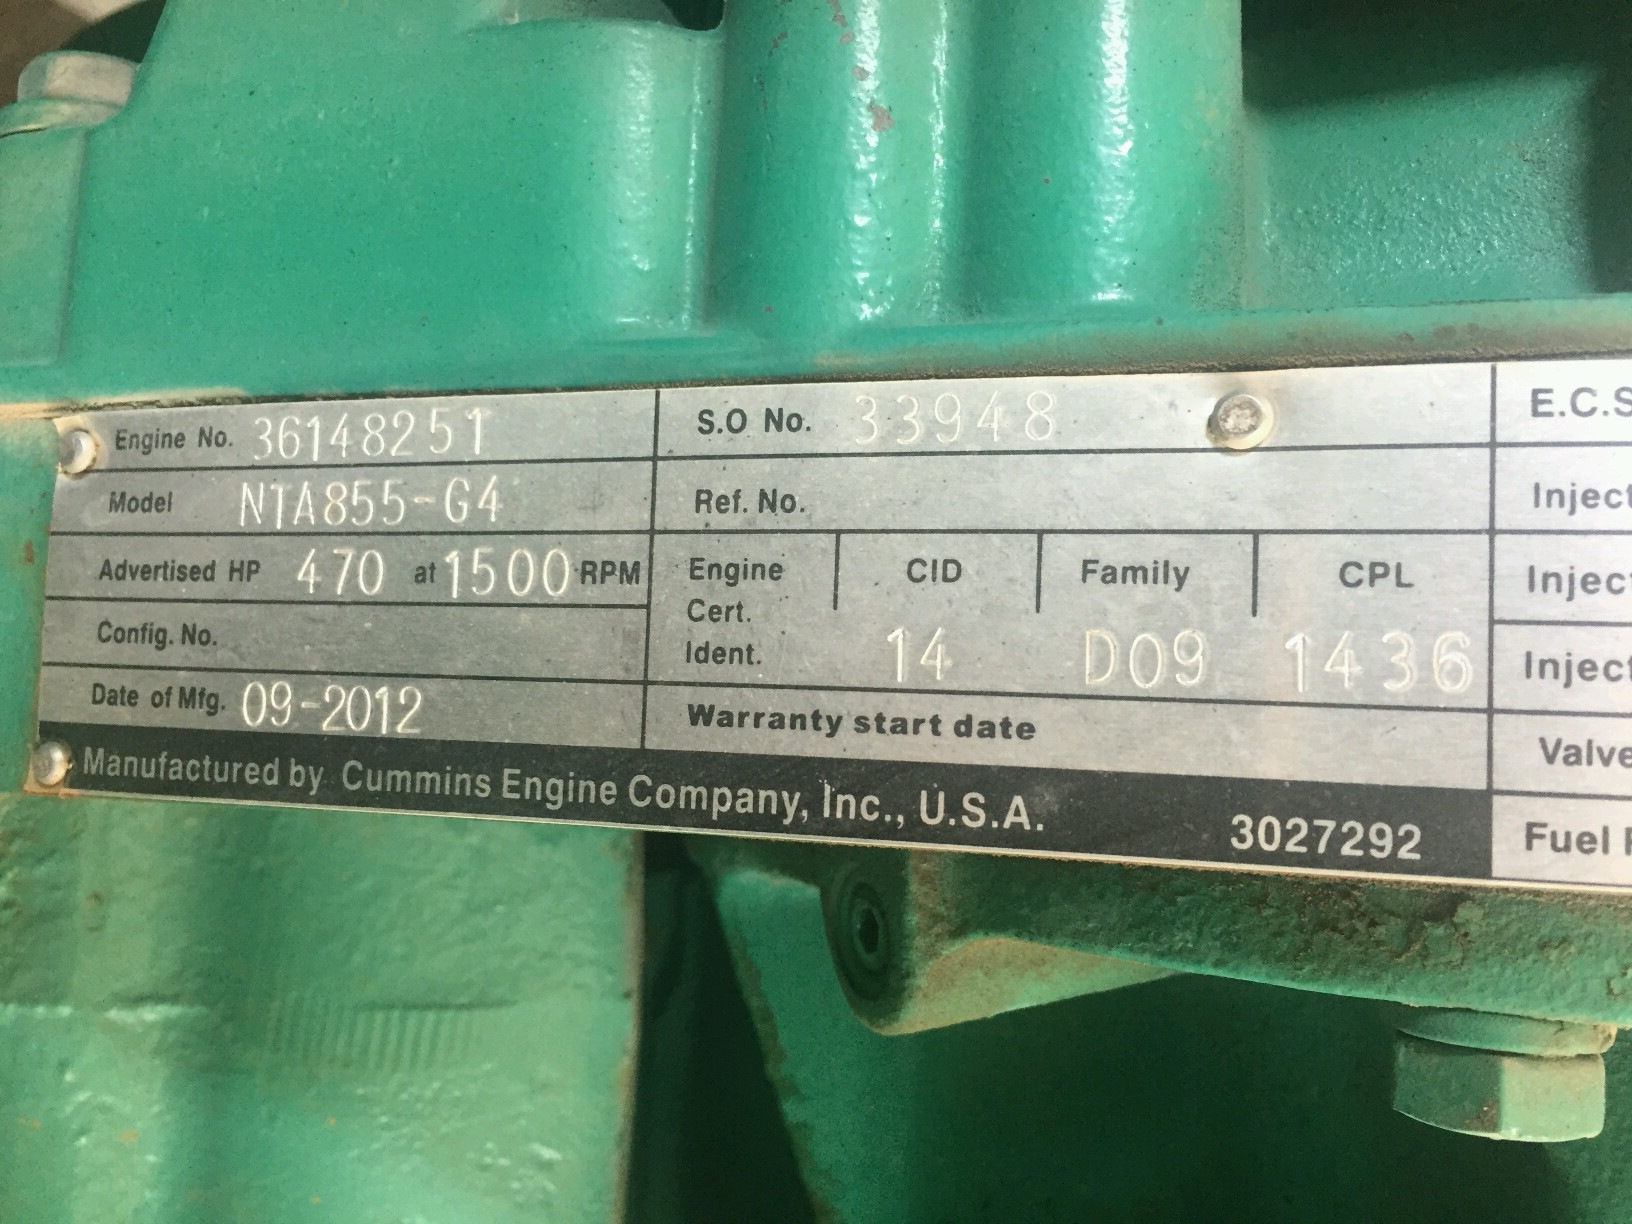 Engine No. 36148251
S.O No. 33948
E.C.S
Model NTA855-G4
Ref. No.
Inject
Advertised HP 470 at 1500 RPM
Engine Cert. Ident.
CID
Family
CPL
Inject
Config. No.
14
D09
1436
Inject
Date of Mfg. 09-2012
Warranty start date
Valve
Manufactured by Cummins Engine Company, Inc., U.S.A.
3027292
Fuel